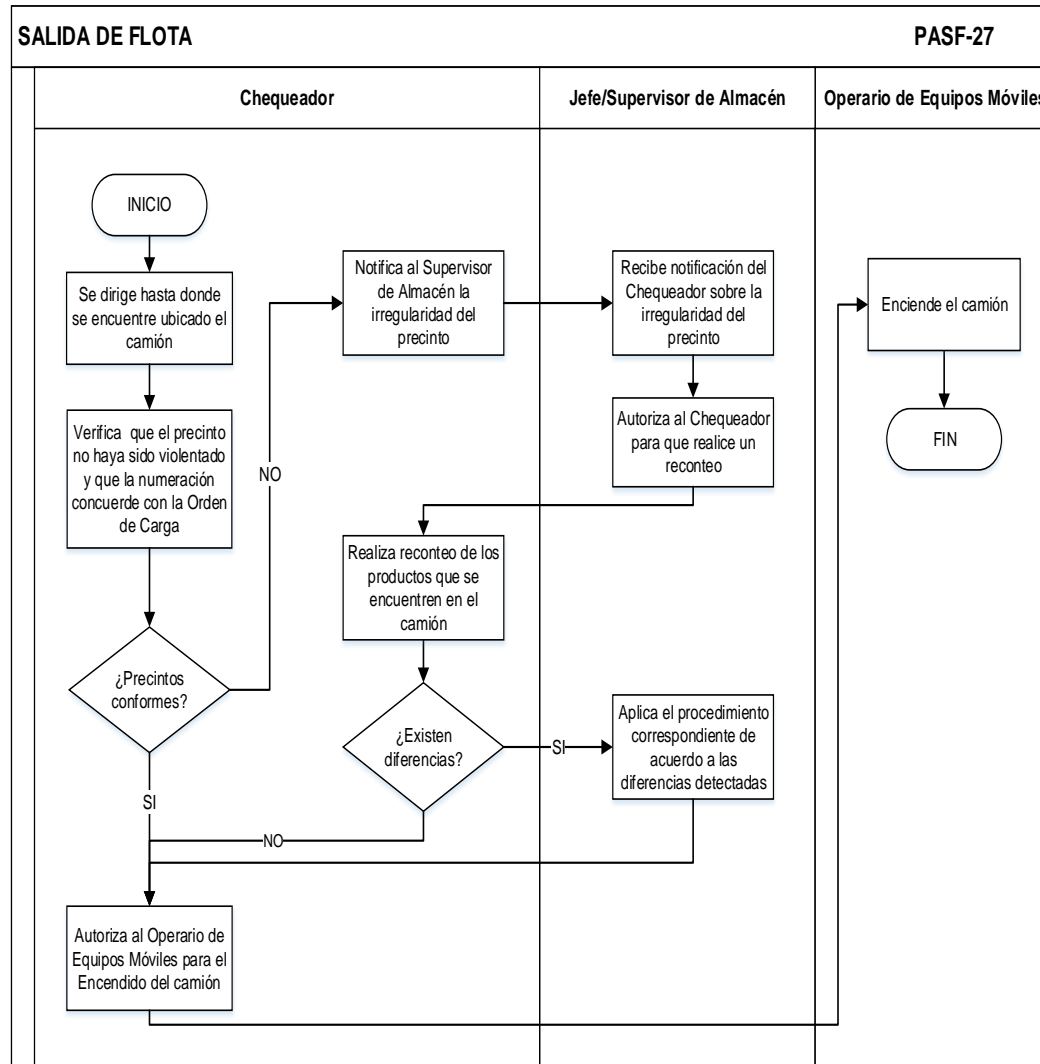 SALIDA DE FLOTA
PASF-27
Chequeador
Jefe/Supervisor de Almacén
Operario de Equipos Móviles
INICIO
Se dirige hasta donde
se encuentre ubicado el
camión
Verifica que el precinto
no haya sido violentado
y que la numeración
concuerde con la Orden
de Carga
¿Precintos
conformes?
NO
SI
Notifica al Supervisor
de Almacén la
irregularidad del
precinto
Recibe notificación del
Chequeador sobre la
irregularidad del
precinto
Autoriza al Chequeador
para que realice un
reconteo
Realiza reconteo de los
productos que se
encuentren en el
camión
¿Existen
diferencias?
SI
NO
Aplica el procedimiento
correspondiente de
acuerdo a las
diferencias detectadas
Autoriza al Operario de
Equipos Móviles para el
Encendido del camión
Enciende el camión
FIN